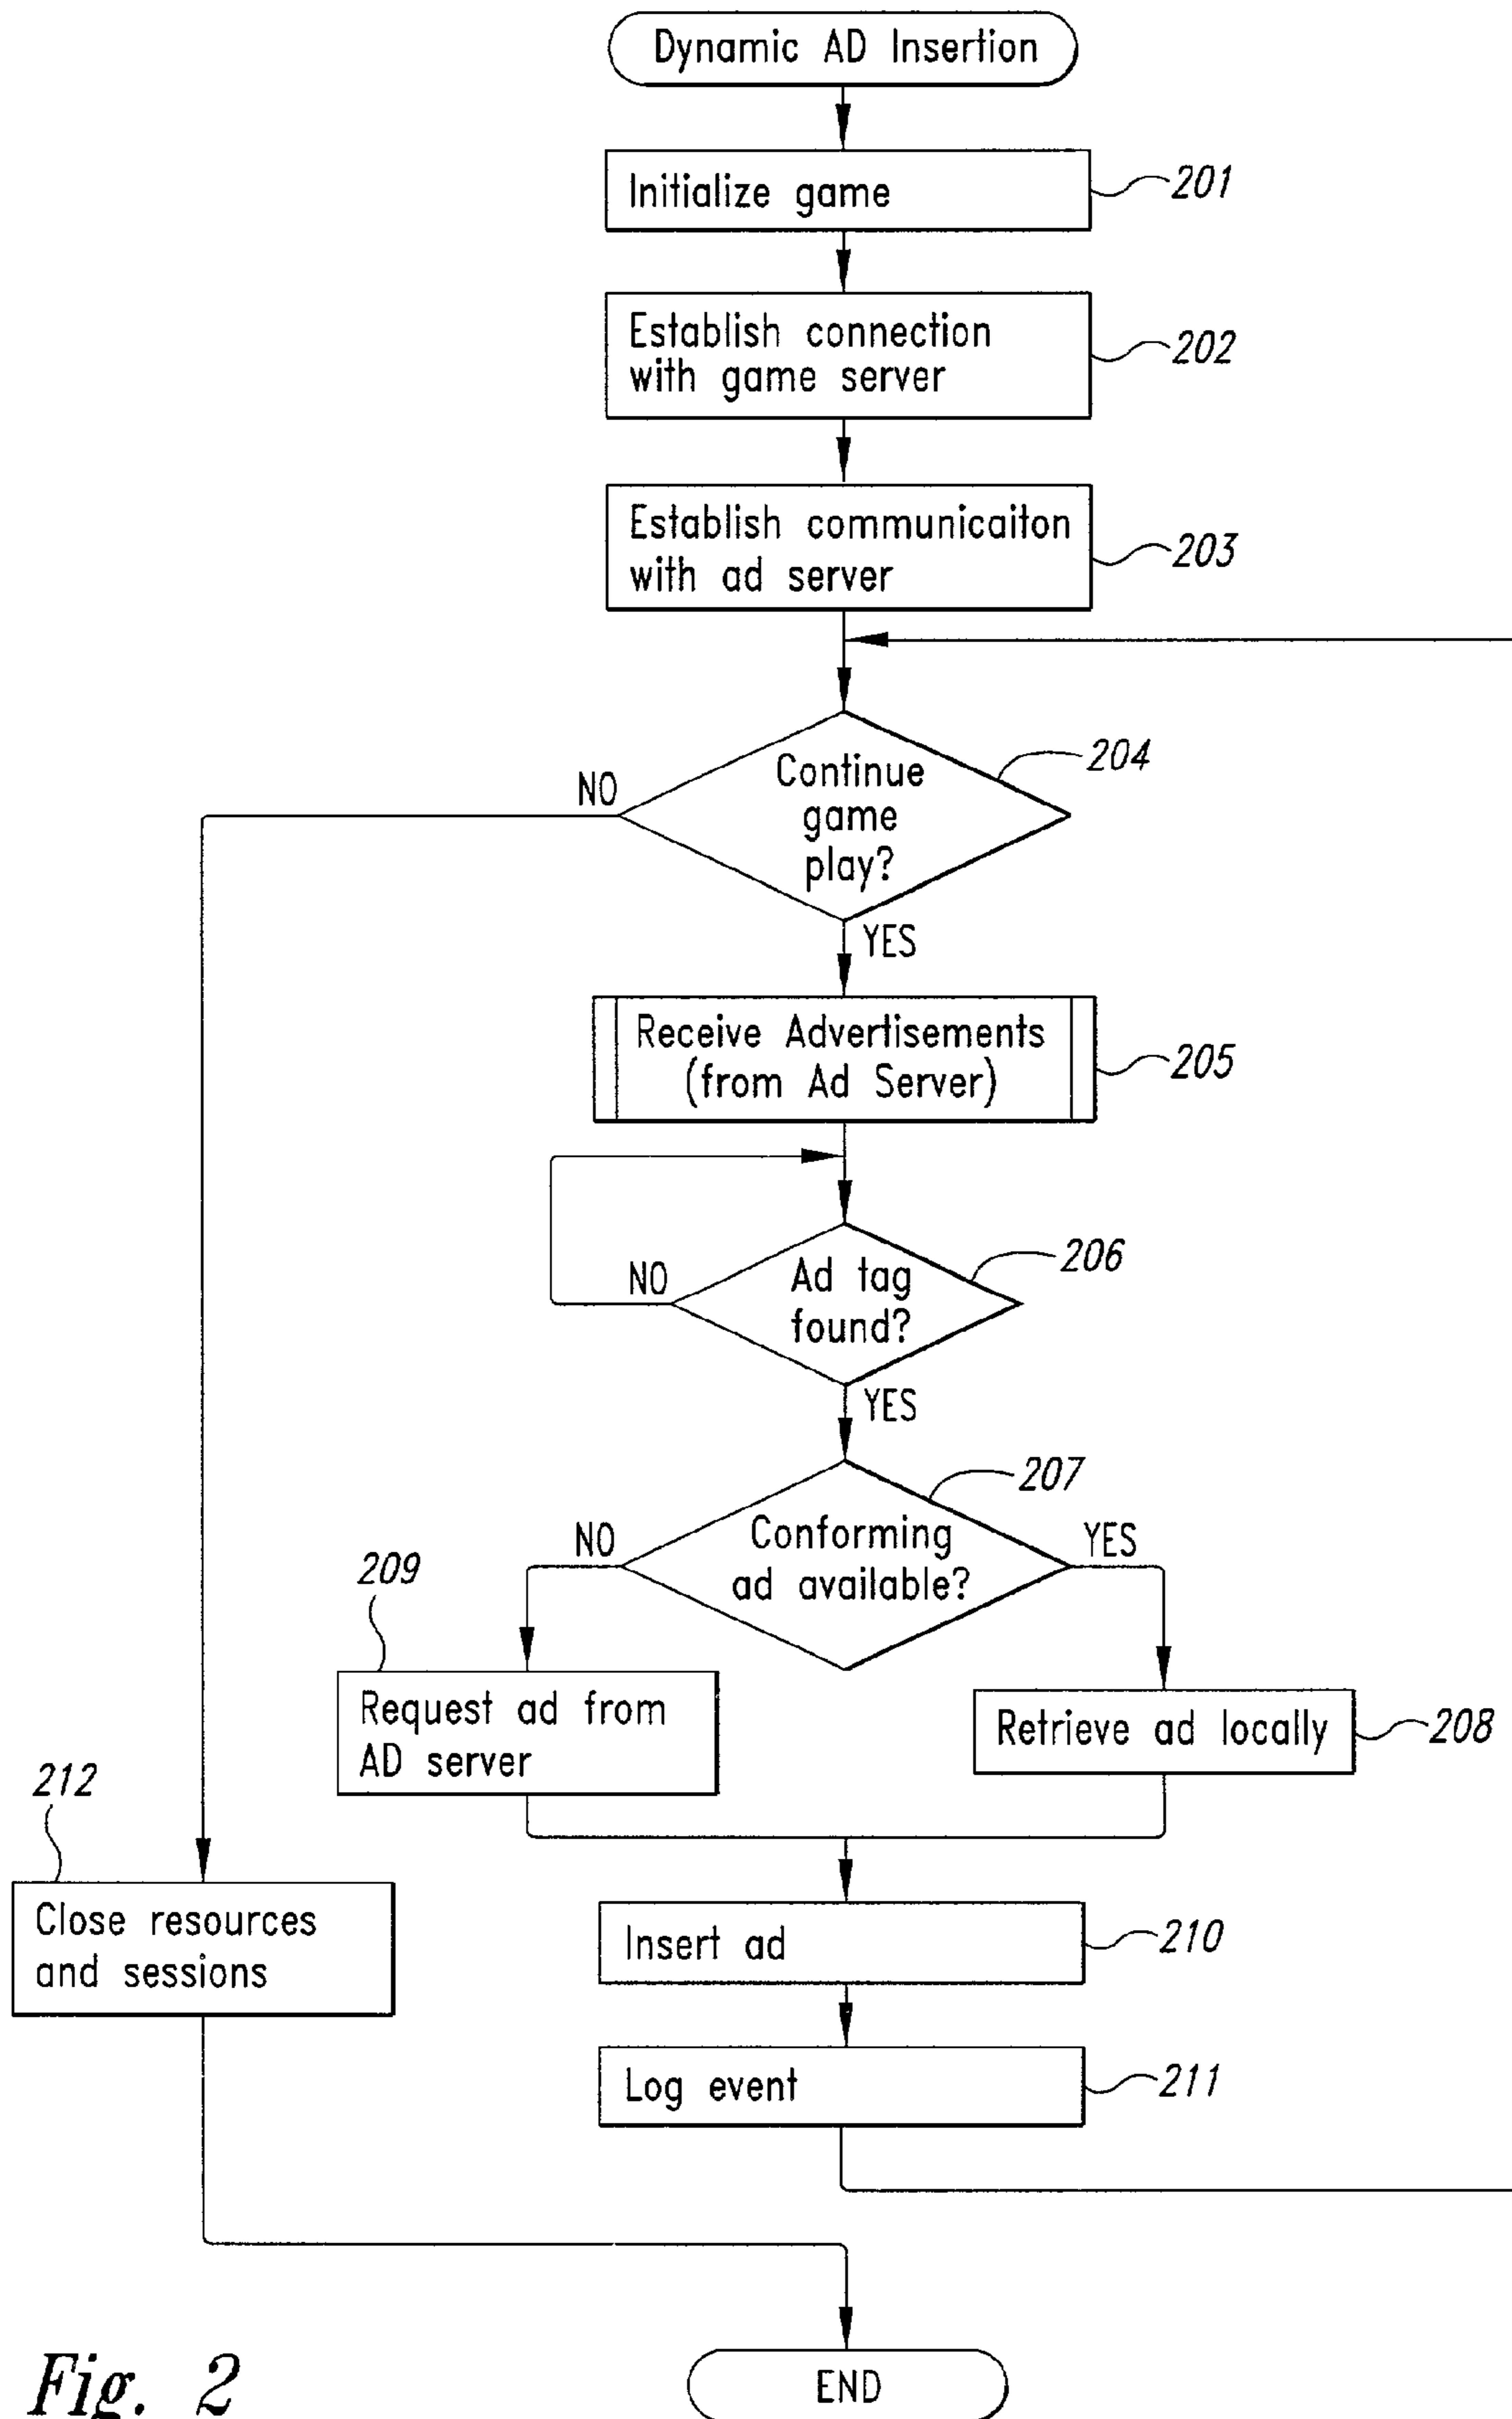 Dynamic AD Insertion
Initialize game
201
Establish connection
with game server
202
Establish communicaiton
with ad server
203
Continue
game
play?
204
NO
YES
Receive Advertisements
(from Ad Server)
205
Ad tag
found?
206
NO
YES
Conforming
ad available?
207
NO
YES
209
Request ad from
AD server
Retrieve ad locally
208
212
Close resources
and sessions
Insert ad
210
Log event
211
END
Fig. 2